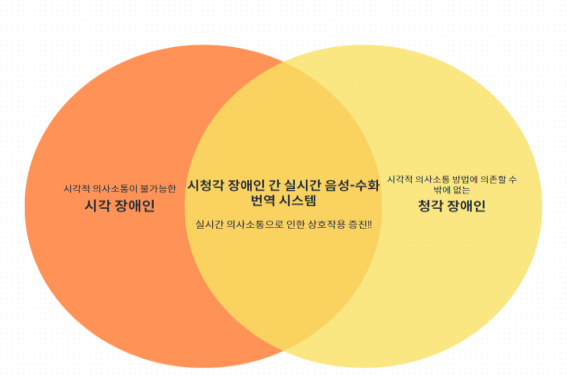 시각적 의사소통이 불가능한
시각 장애인
시청각 장애인 간 실시간 음성-수화
번역 시스템
실시간 의사소통으로 인한 상호작용 증진!!
시각적 의사소통 방법에 의존할 수
밖에 없는
청각 장애인